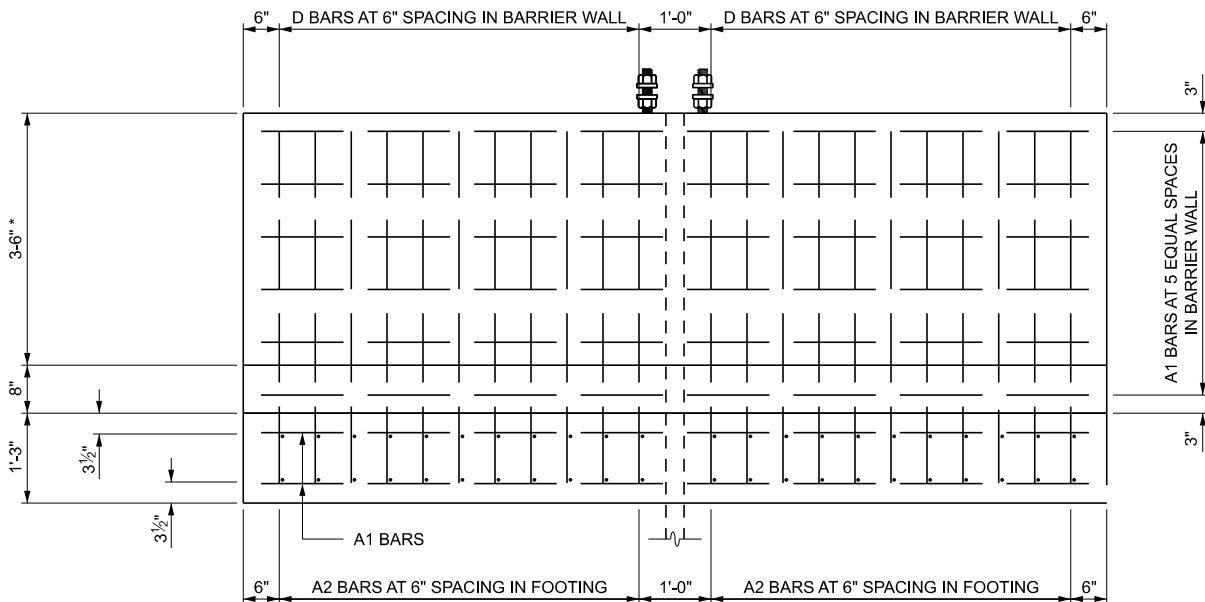 6" D BARS AT 6" SPACING IN BARRIER WALL 1'-0" D BARS AT 6" SPACING IN BARRIER WALL 6"
3"
3-6" *
A1 BARS AT 5 EQUAL SPACES
IN BARRIER WALL
8"
1'-3"
3½"
3"
3½"
A1 BARS
6" A2 BARS AT 6" SPACING IN FOOTING 1'-0" A2 BARS AT 6" SPACING IN FOOTING 6"